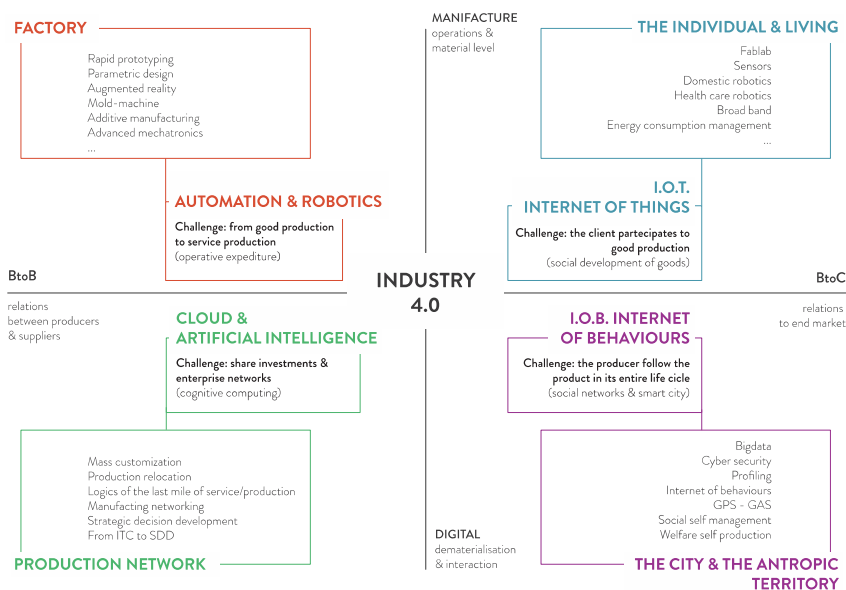 FACTORY
Rapid prototyping
Parametric design
Augmented reality
Mold-machine
Additive manufacturing
Advanced mechatronics
...
AUTOMATION & ROBOTICS
Challenge: from good production
to service production
(operative expediture)
MANIFACTURE
operations &
material level
THE INDIVIDUAL & LIVING
Fablab
Sensors
Domestic robotics
Health care robotics
Broad band
Energy consumption management
...
I.O.T.
INTERNET OF THINGS
Challenge: the client partecipates to
good production
(social development of goods)
BtoB
relations
between producers
& suppliers
INDUSTRY
4.0
BtoC
relations
to end market
CLOUD &
ARTIFICIAL INTELLIGENCE
Challenge: share investments &
enterprise networks
(cognitive computing)
Mass customization
Production relocation
Logics of the last mile of service/production
Manufacting networking
Strategic decision development
From ITC to SDD
PRODUCTION NETWORK
DIGITAL
dematerialisation
& interaction
I.O.B. INTERNET
OF BEHAVIOURS
Challenge: the producer follow the
product in its entire life cicle
(social networks & smart city)
Bigdata
Cyber security
Profiling
Internet of behaviours
GPS - GAS
Social self management
Welfare self production
THE CITY & THE ANTROPIC
TERRITORY